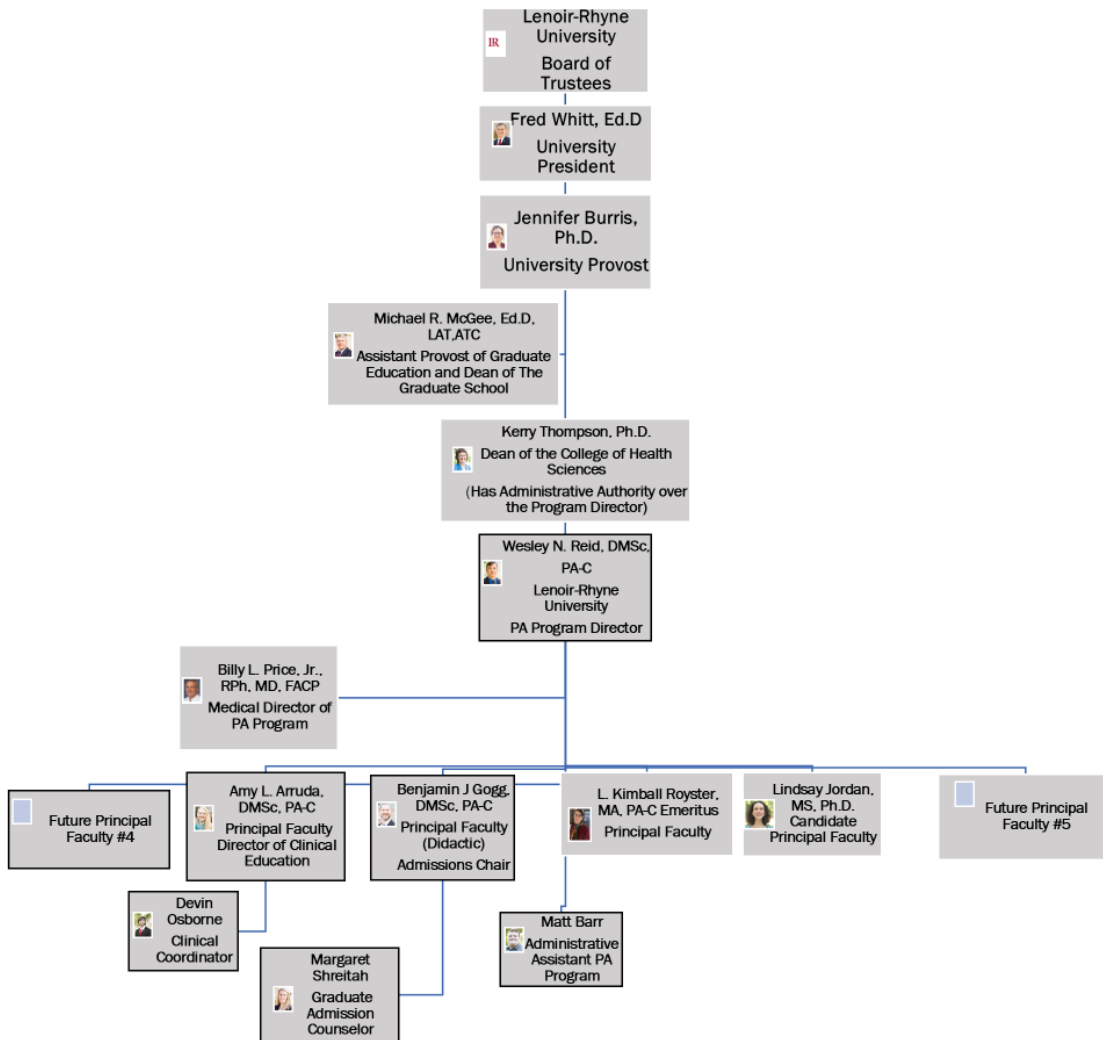 Lenoir-Rhyne
University
Board of
Trustees
LR
Fred Whitt, Ed.D
University
President
Jennifer Burris,
Ph.D.
University Provost
Michael R. McGee, Ed.D,
LAT,ATC
Assistant Provost of Graduate
Education and Dean of The
Graduate School
Kerry Thompson, Ph.D.
Dean of the College of Health
Sciences
(Has Administrative Authority over
the Program Director)
Wesley N. Reid, DMSc,
PA-C
Lenoir-Rhyne
University
PA Program Director
Billy L. Price, Jr.,
RPh, MD, FACP
Medical Director of
PA Program
Future Principal
Faculty #4
Amy L. Arruda,
DMSc, PA-C
Principal Faculty
Director of Clinical
Education
Benjamin J Gogg,
DMSc, PA-C
Principal Faculty
(Didactic)
Admissions Chair
L. Kimball Royster,
MA, PA-C Emeritus
Principal Faculty
Lindsay Jordan,
MS, Ph.D.
Candidate
Principal Faculty
Future Principal
Faculty #5
Devin
Osborne
Clinical
Coordinator
Margaret
Shreitah
Graduate
Admission
Counselor
Matt Barr
Administrative
Assistant PA
Program